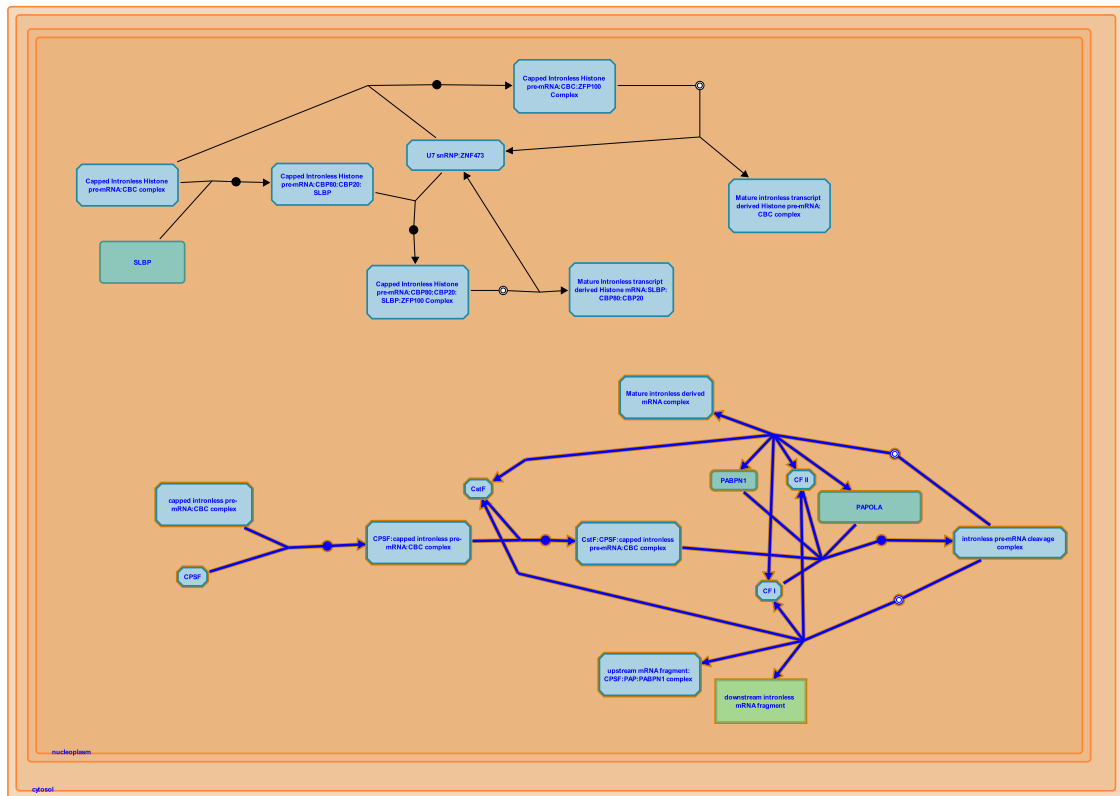 Capped Intronless Histone
pre-mRNA:CBC:ZFP100
Complex
U7 snRNP:ZNF473
Capped Intronless Histone
pre-mRNA:CBC complex
Capped Intronless Histone
pre-mRNA:CBP80:CBP20:
SLBP
Mature intronless transcript
derived Histone pre-mRNA:
CBC complex
SLBP
Capped Intronless Histone
pre-mRNA:CBP80:CBP20:
SLBP:ZFP100 Complex
Mature Intronless transcript
derived Histone mRNA:SLBP:
CBP80:CBP20
Mature intronless derived
mRNA complex
PABPN1
CF II
CstF
PAPOLA
capped intronless pre-
mRNA:CBC complex
CPSF:capped intronless pre-
mRNA:CBC complex
CstF:CPSF:capped intronless
pre-mRNA:CBC complex
intronless pre-mRNA cleavage
complex
CPSF
CF I
upstream mRNA fragment:
CPSF:PAP:PABPN1 complex
downstream intronless
mRNA fragment
nucleoplasm
cytosol